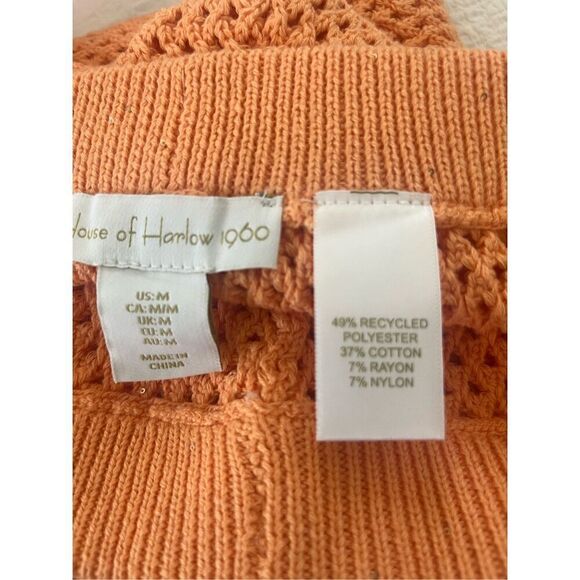 House of Harlow 1960
US: M
CA: M/M
UK: M
EU: M
AU: M
MADE IN
CHINA
49% RECYCLED
POLYESTER
37% COTTON
7% RAYON
7% NYLON